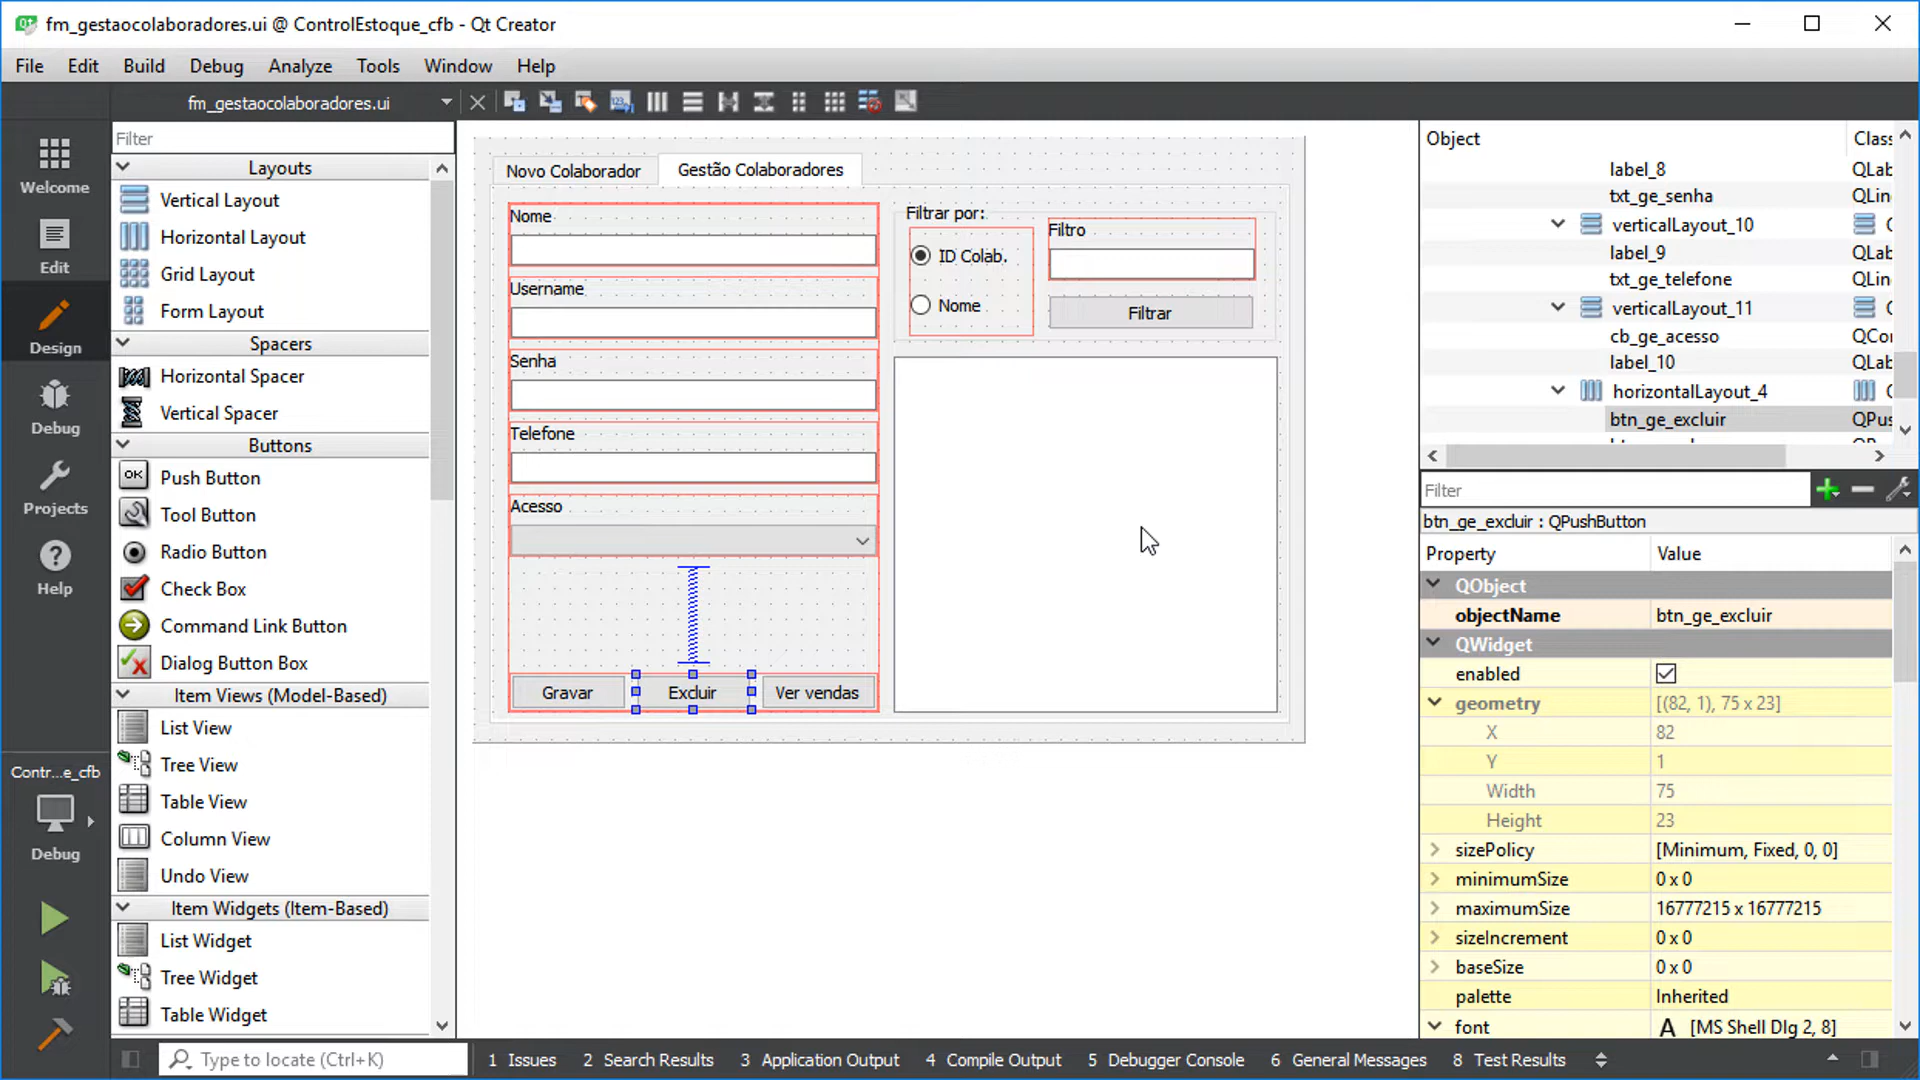 fm_gestaocolaboradores.ui @ ControlEstoque_cfb - Qt Creator
File Edit Build Debug Analyze Tools Window Help
fm_gestaocolaboradores.ui
Welcome
Edit
Design
Debug
Projects
Help
Contr...e_cfb
Debug
Filter
Layouts
Vertical Layout
Horizontal Layout
Grid Layout
Form Layout
Spacers
Horizontal Spacer
Vertical Spacer
Buttons
OK Push Button
Tool Button
Radio Button
Check Box
Command Link Button
Dialog Button Box
Item Views (Model-Based)
List View
Tree View
Table View
Column View
Undo View
Item Widgets (Item-Based)
List Widget
Tree Widget
Table Widget
Novo Colaborador Gestão Colaboradores
Nome
Username
Senha
Telefone
Acesso
Gravar Excluir Ver vendas
Filtrar por:
ID Colab.
Nome
Filtro
Filtrar
Object Class
label_8 QLab
txt_ge_senha QLin
verticalLayout_10
label_9 QLab
txt_ge_telefone QLin
verticalLayout_11
cb_ge_acesso QCor
label_10 QLab
horizontalLayout_4
btn_ge_excluir QPus
Filter
btn_ge_excluir : QPushButton
Property Value
QObject
objectName btn_ge_excluir
QWidget
enabled
geometry [(82, 1), 75 x 23]
X 82
Y 1
Width 75
Height 23
sizePolicy [Minimum, Fixed, 0, 0]
minimumSize 0 x 0
maximumSize 16777215 x 16777215
sizeIncrement 0 x 0
baseSize 0 x 0
palette Inherited
font A [MS Shell Dlg 2, 8]
Type to locate (Ctrl+K) 1 Issues 2 Search Results 3 Application Output 4 Compile Output 5 Debugger Console 6 General Messages 8 Test Results